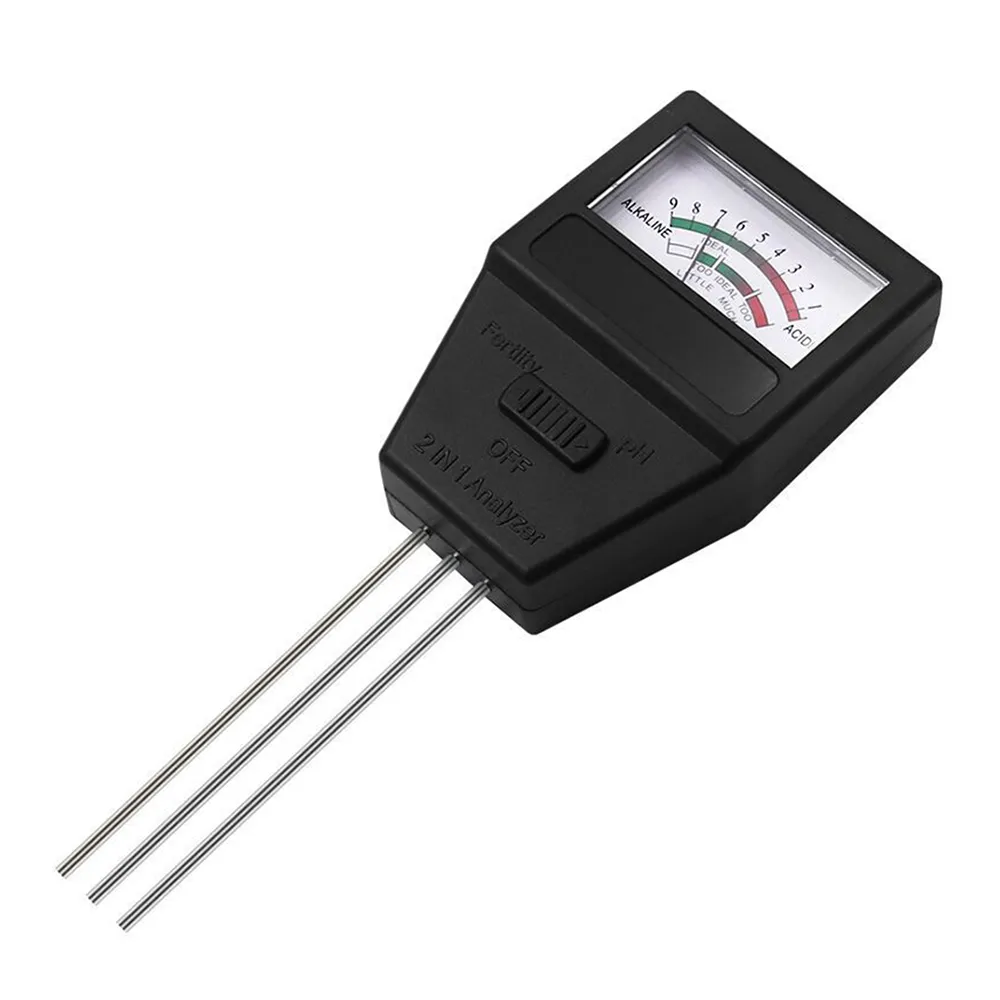 9 8 7 6 5 4 3 2 1
ALKALINE
ACID
IDEAL
TOO LITTLE
IDEAL
TOO MUCH
Fertility
pH
OFF
2 IN 1 Analyzer